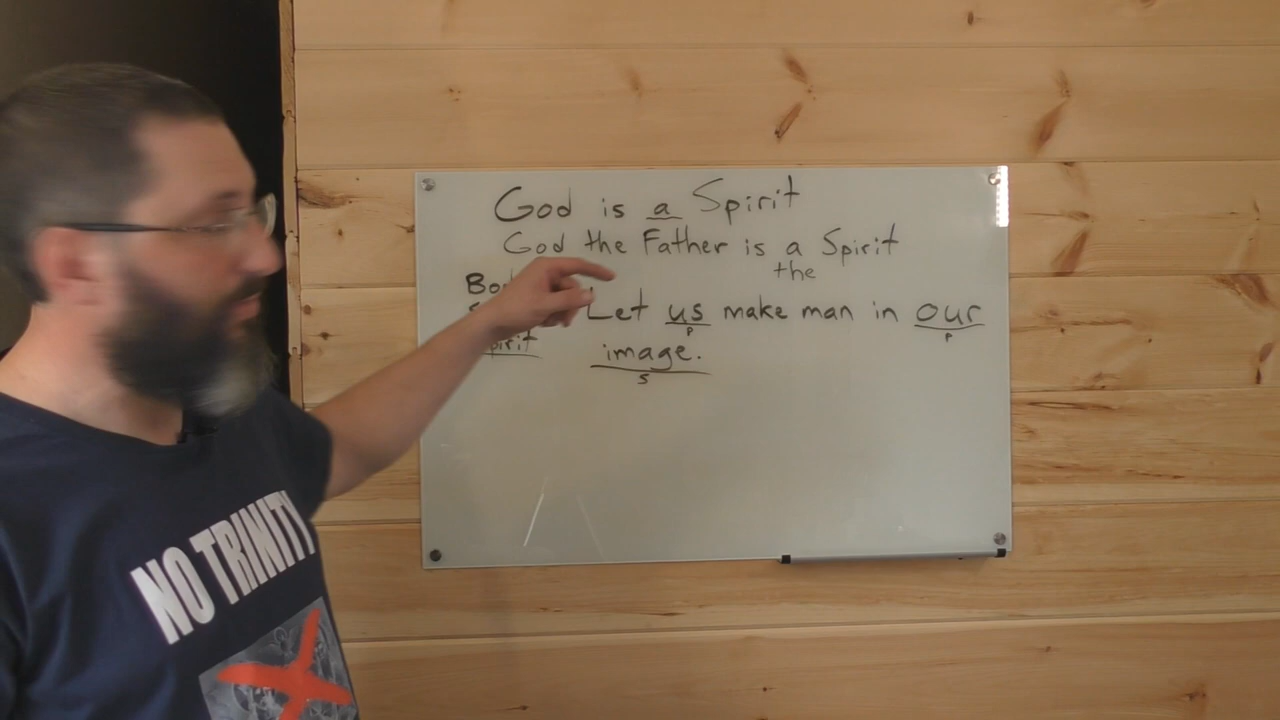 God is a Spirit
God the Father is a Spirit
the
Let us make man in our
p p
image.
s
NO TRINITY